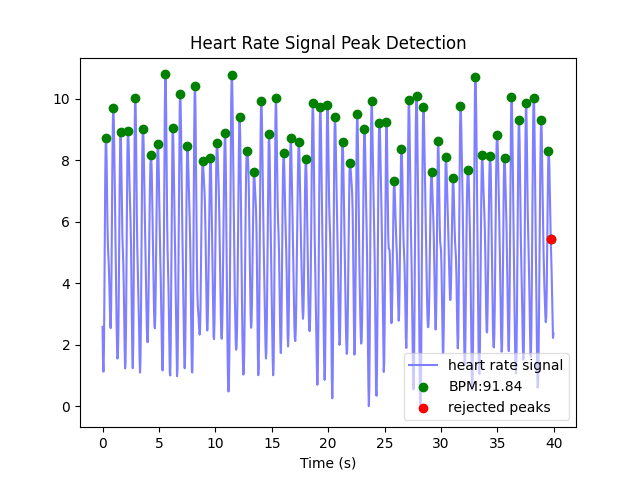 Heart Rate Signal Peak Detection
10
8
6
4
2
0
heart rate signal
BPM:91.84
rejected peaks
0 5 10 15 20 25 30 35 40
Time (s)